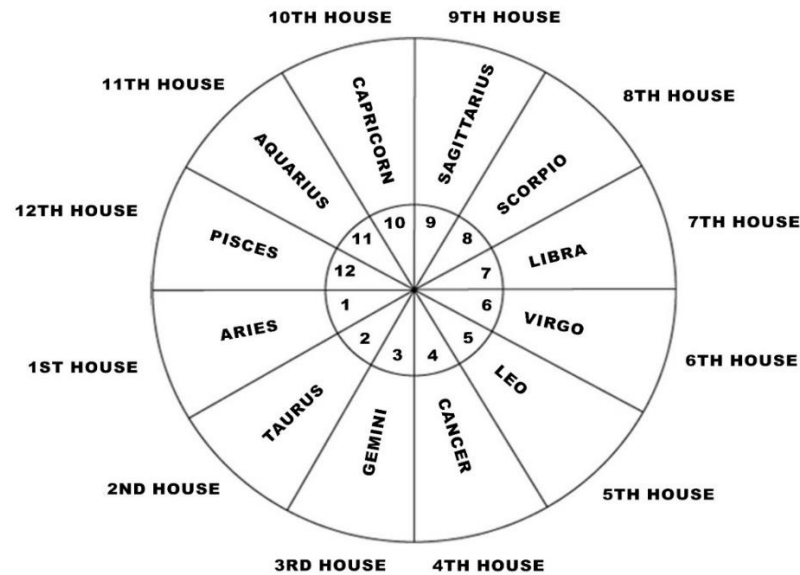 10TH HOUSE
9TH HOUSE
11TH HOUSE
8TH HOUSE
12TH HOUSE
7TH HOUSE
1ST HOUSE
6TH HOUSE
2ND HOUSE
5TH HOUSE
3RD HOUSE
4TH HOUSE
CAPRICORN
SAGITTARIUS
AQUARIUS
SCORPIO
PISCES
LIBRA
ARIES
VIRGO
TAURUS
LEO
GEMINI
CANCER
10
9
11
8
12
7
1
6
2
5
3
4